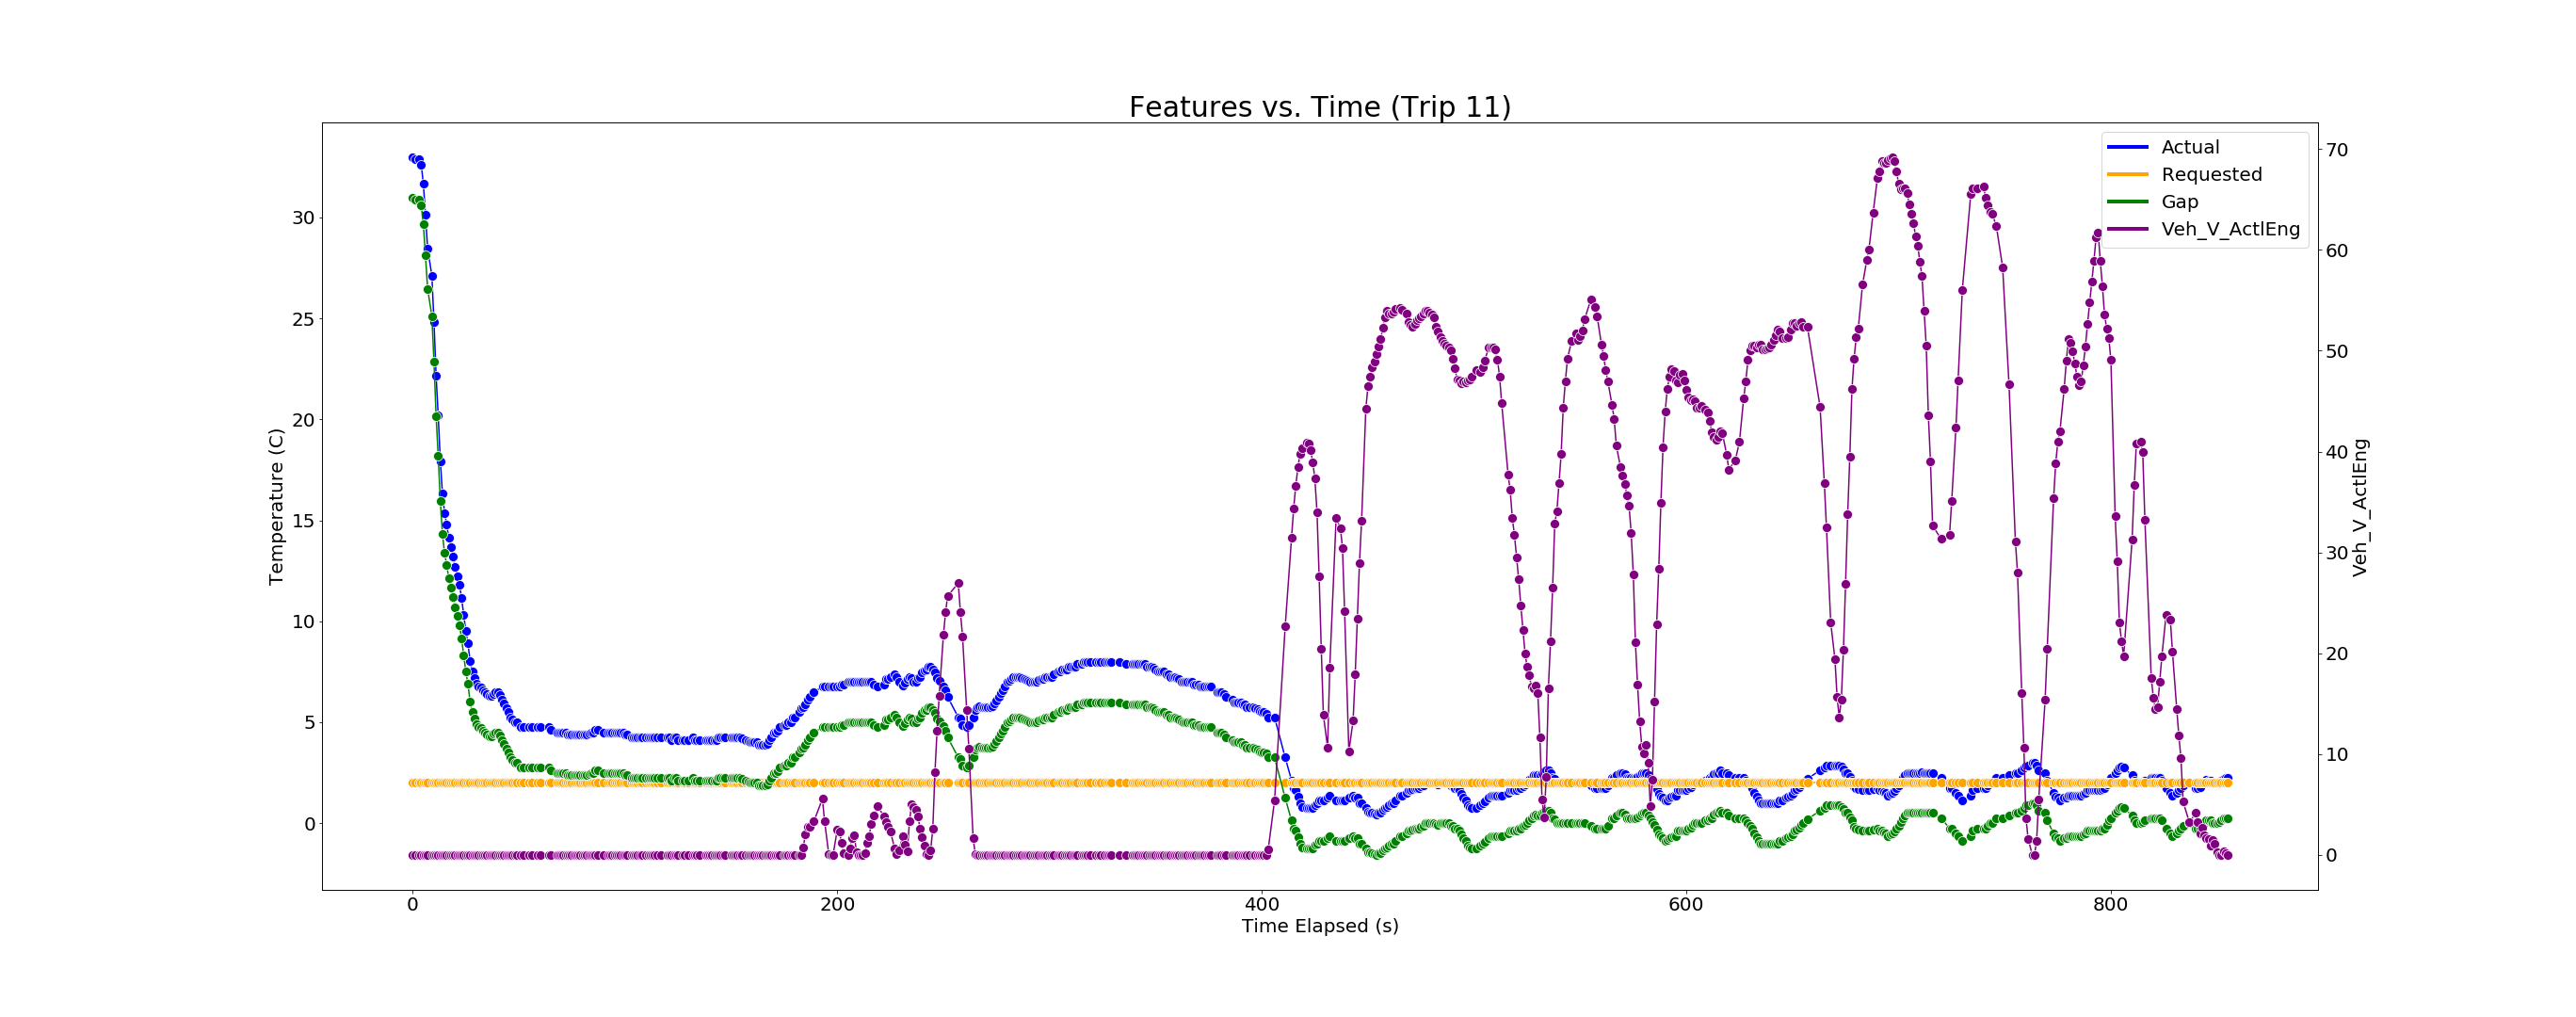 Features vs. Time (Trip 11)
Actual
Requested
Gap
Veh_V_ActlEng
Temperature (C)
30
25
20
15
10
5
0
70
60
50
40
30
20
10
0
Veh_V_ActlEng
0 200 400 600 800
Time Elapsed (s)